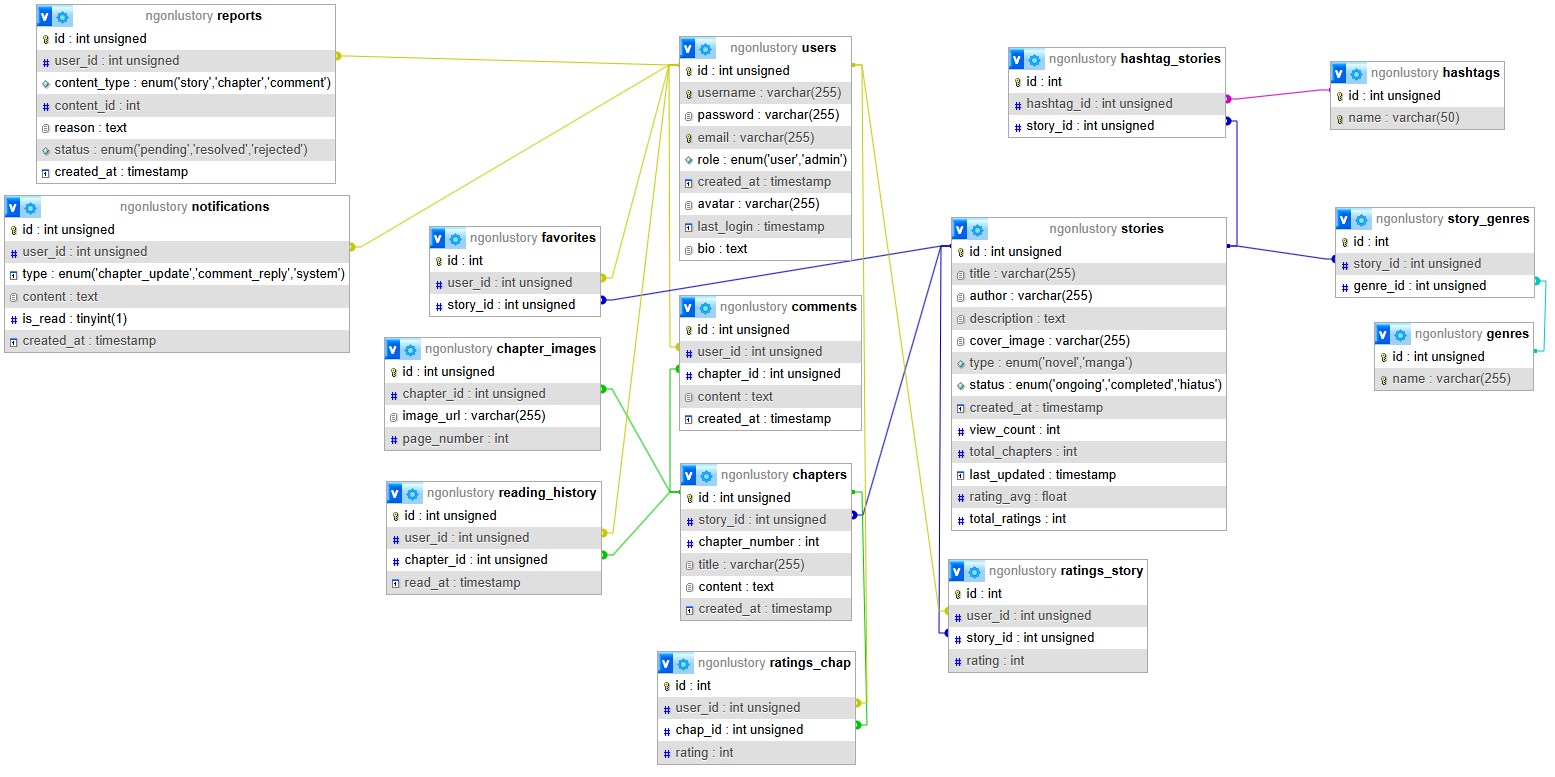 ngonlustory reports
id : int unsigned
user_id : int unsigned
content_type : enum('story','chapter','comment')
content_id : int
reason : text
status : enum('pending','resolved','rejected')
created_at : timestamp
ngonlustory notifications
id : int unsigned
user_id : int unsigned
type : enum('chapter_update','comment_reply','system')
content : text
is_read : tinyint(1)
created_at : timestamp
ngonlustory favorites
id : int
user_id : int unsigned
story_id : int unsigned
ngonlustory chapter_images
id : int unsigned
chapter_id : int unsigned
image_url : varchar(255)
page_number : int
ngonlustory reading_history
id : int unsigned
user_id : int unsigned
chapter_id : int unsigned
read_at : timestamp
ngonlustory users
id : int unsigned
username : varchar(255)
password : varchar(255)
email : varchar(255)
role : enum('user','admin')
created_at : timestamp
avatar : varchar(255)
last_login : timestamp
bio : text
ngonlustory comments
id : int unsigned
user_id : int unsigned
chapter_id : int unsigned
content : text
created_at : timestamp
ngonlustory chapters
id : int unsigned
story_id : int unsigned
chapter_number : int
title : varchar(255)
content : text
created_at : timestamp
ngonlustory ratings_chap
id : int
user_id : int unsigned
chap_id : int unsigned
rating : int
ngonlustory hashtag_stories
id : int
hashtag_id : int unsigned
story_id : int unsigned
ngonlustory stories
id : int unsigned
title : varchar(255)
author : varchar(255)
description : text
cover_image : varchar(255)
type : enum('novel','manga')
status : enum('ongoing','completed','hiatus')
created_at : timestamp
view_count : int
total_chapters : int
last_updated : timestamp
rating_avg : float
total_ratings : int
ngonlustory ratings_story
id : int
user_id : int unsigned
story_id : int unsigned
rating : int
ngonlustory hashtags
id : int unsigned
name : varchar(50)
ngonlustory story_genres
id : int
story_id : int unsigned
genre_id : int unsigned
ngonlustory genres
id : int unsigned
name : varchar(255)